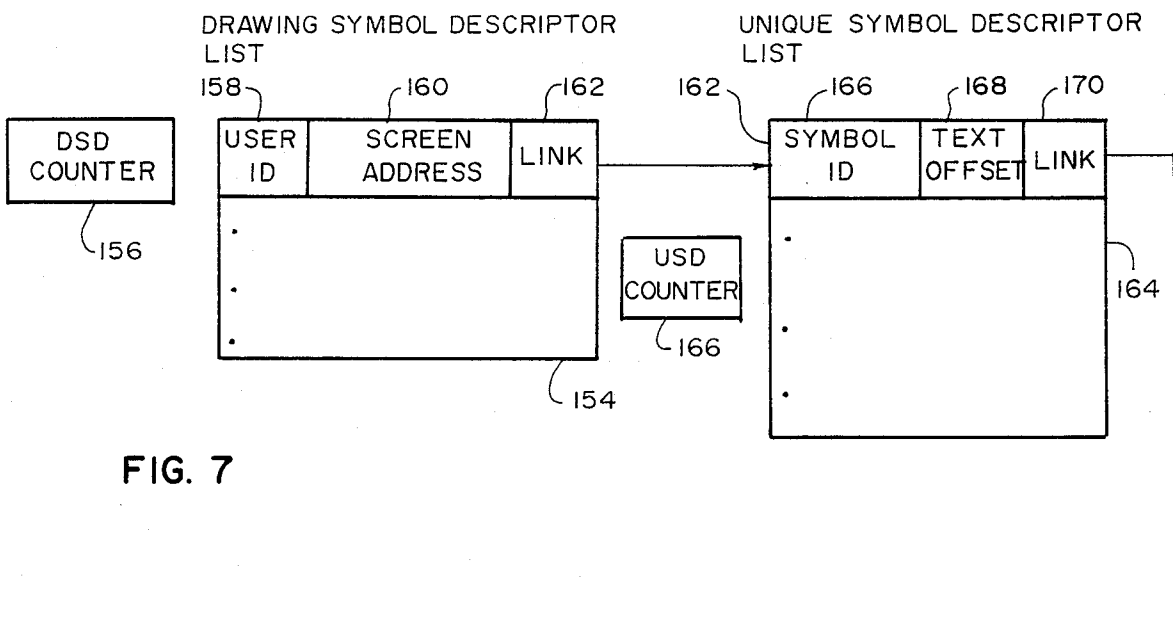 DRAWING SYMBOL DESCRIPTOR
LIST
UNIQUE SYMBOL DESCRIPTOR
LIST
158
160
162
162
166
168
170
DSD
COUNTER
156
USER
ID
SCREEN
ADDRESS
LINK
SYMBOL
ID
TEXT
OFFSET
LINK
USD
COUNTER
166
164
154
FIG. 7